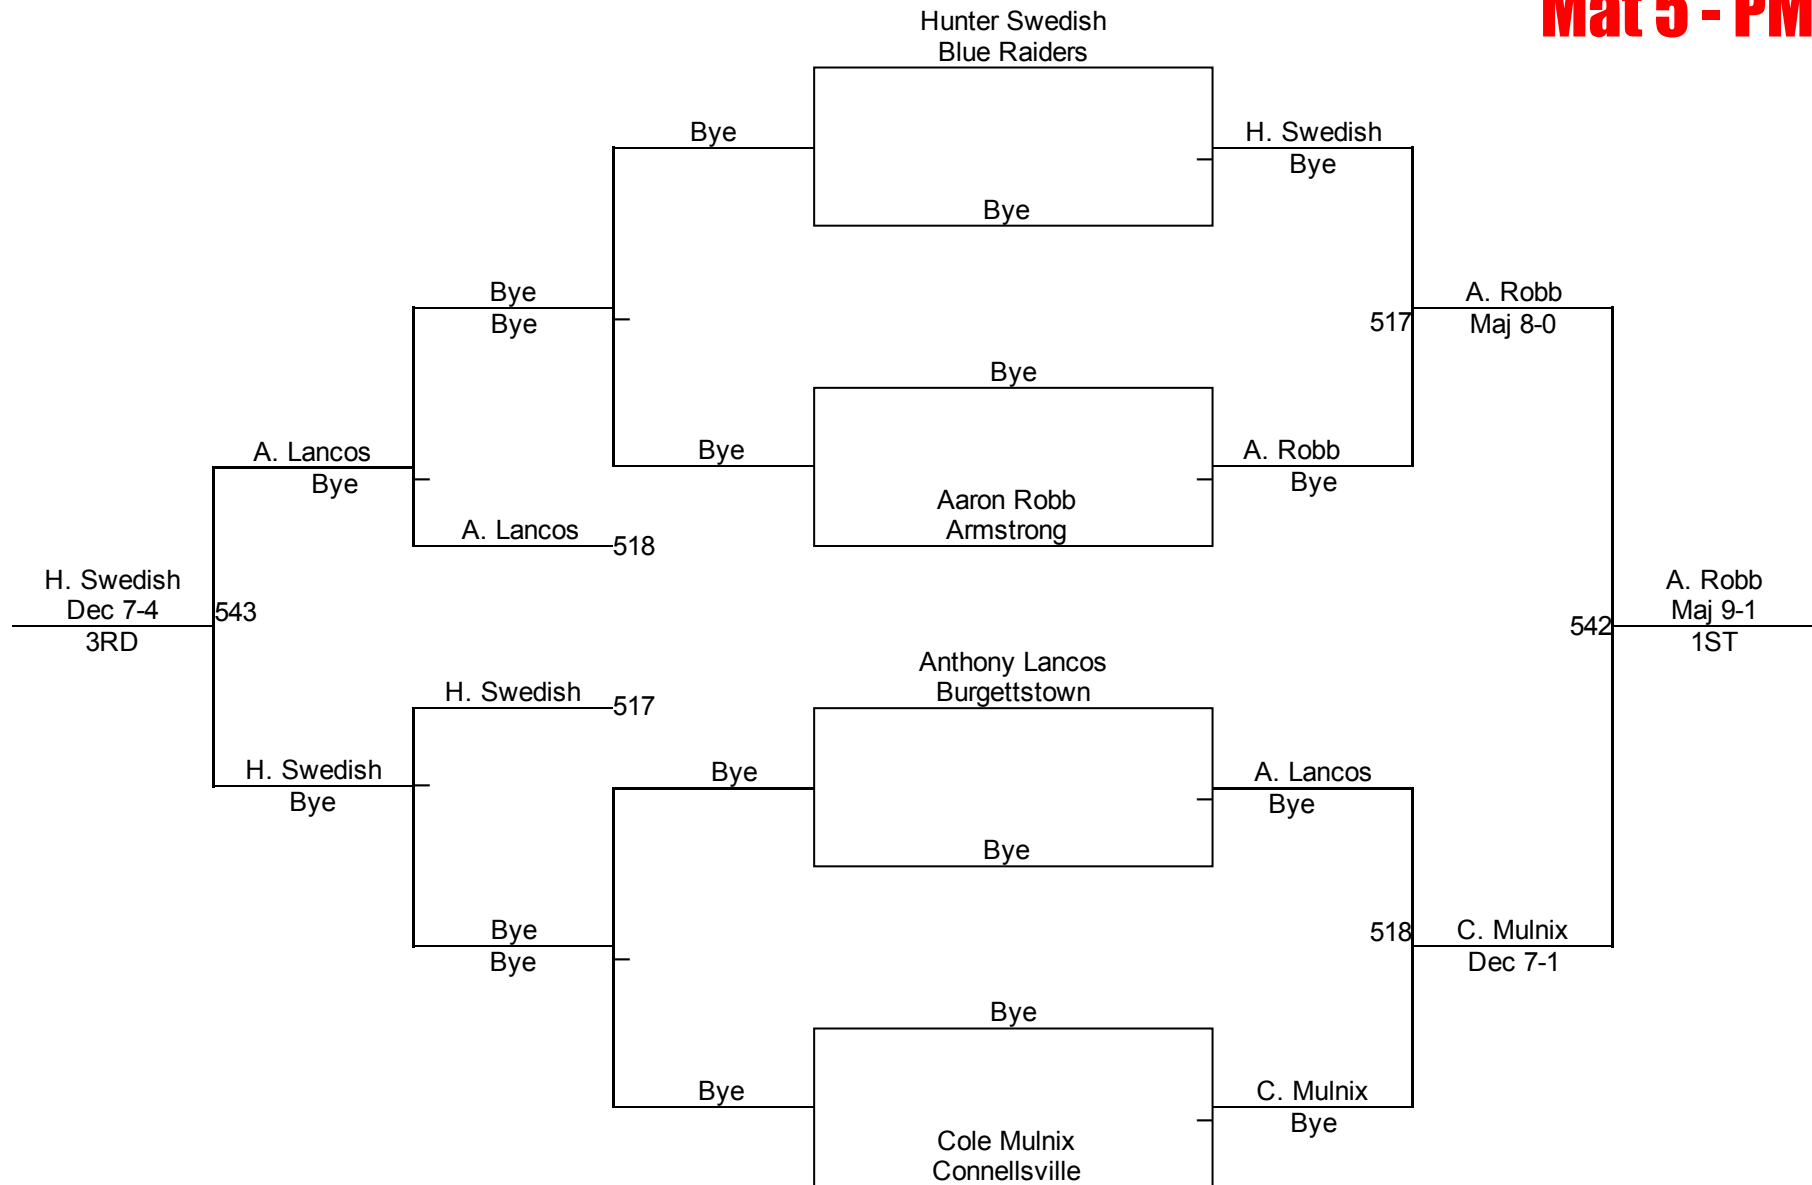 Mat 5 - PM
Hunter Swedish
Blue Raiders
Bye
H. Swedish
Bye
Bye
Bye
Bye
A. Robb
517
Maj 8-0
Bye
A. Lancos
Bye
Bye
A. Robb
Bye
Aaron Robb
Armstrong
A. Lancos
518
H. Swedish
Dec 7-4
543
3RD
A. Robb
Maj 9-1
542
1ST
Anthony Lancos
Burgettstown
H. Swedish
517
H. Swedish
Bye
Bye
A. Lancos
Bye
Bye
Bye
Bye
518
C. Mulnix
Dec 7-1
Bye
Bye
C. Mulnix
Bye
Cole Mulnix
Connellsville